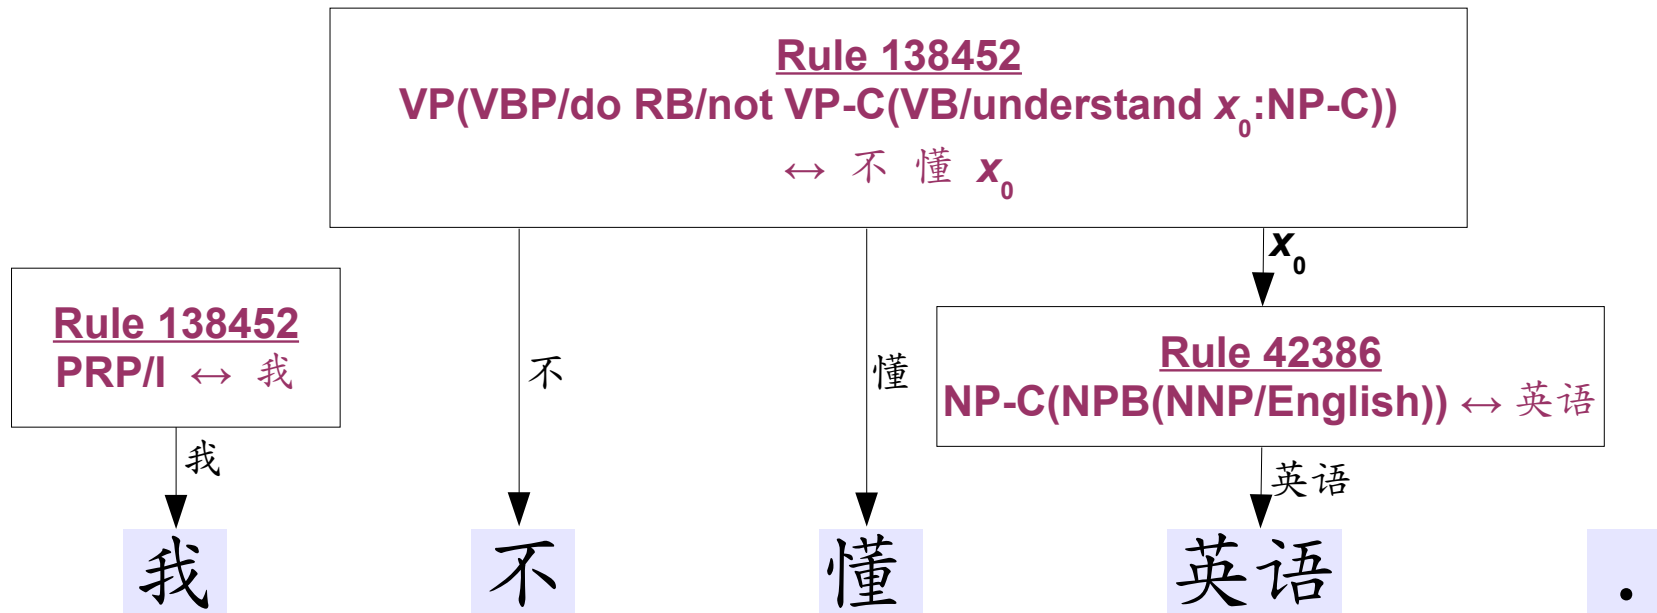 Rule 138452
VP(VBP/do RB/not VP-C(VB/understand x0:NP-C))
↔ 不 懂 x0
x0
Rule 138452
PRP/I ↔ 我
不
懂
Rule 42386
NP-C(NPB(NNP/English)) ↔ 英语
我
英语
我 不 懂 英语 .